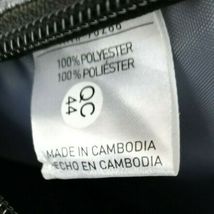 100% POLYESTER
100% POLIÉSTER
QC
44
MADE IN CAMBODIA
HECHO EN CAMBODIA